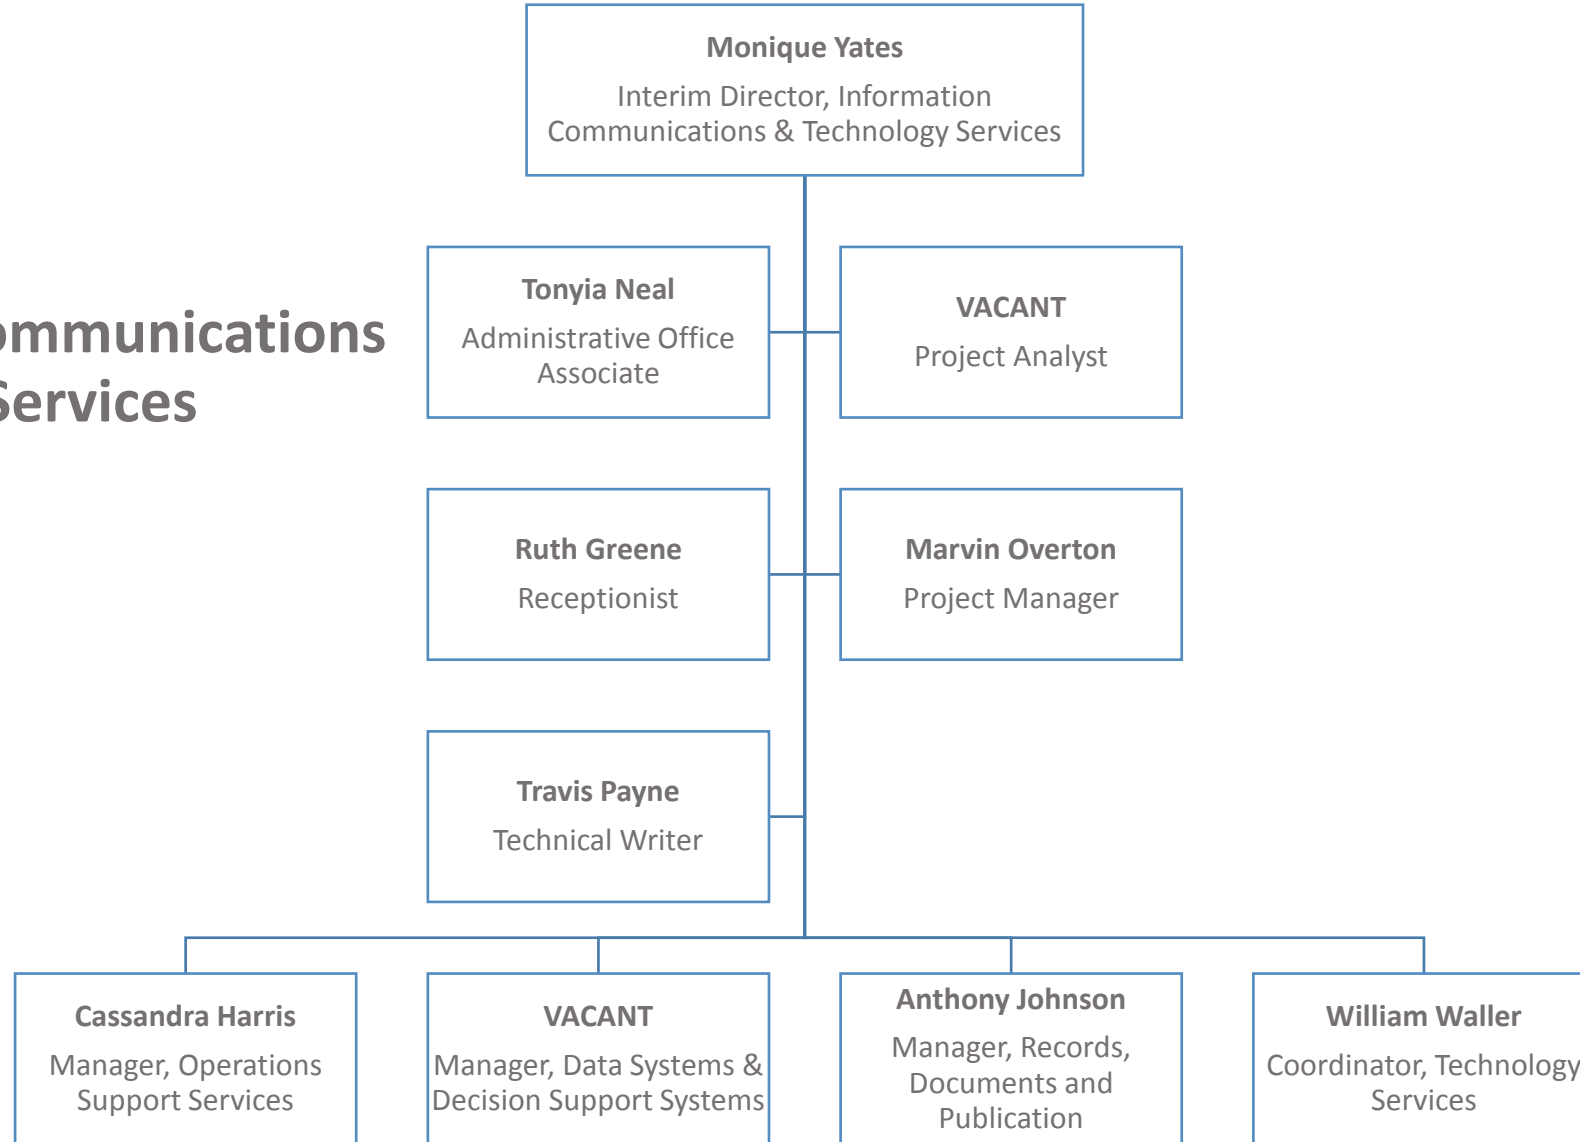 Monique Yates
Interim Director, Information
Communications & Technology Services
ommunications
Services
Tonyia Neal
Administrative Office
Associate
VACANT
Project Analyst
Ruth Greene
Receptionist
Marvin Overton
Project Manager
Travis Payne
Technical Writer
Cassandra Harris
Manager, Operations
Support Services
VACANT
Manager, Data Systems &
Decision Support Systems
Anthony Johnson
Manager, Records,
Documents and
Publication
William Waller
Coordinator, Technology
Services